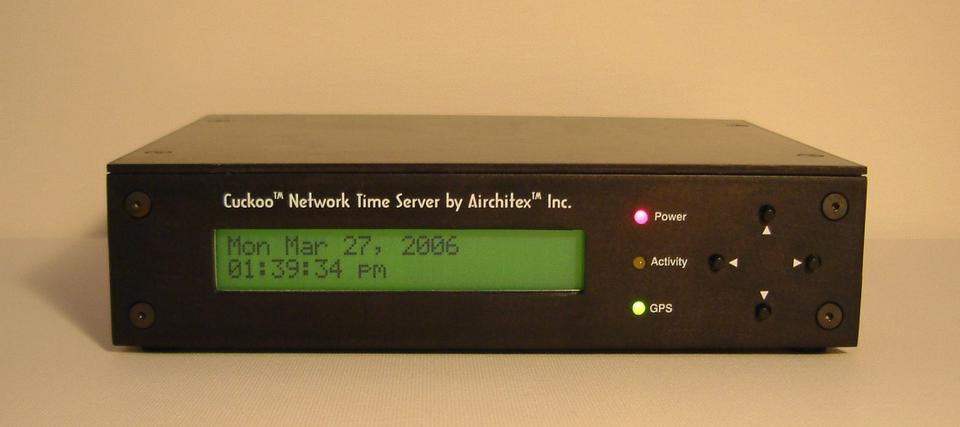 Cuckoo™ Network Time Server by Airchitex™ Inc.
Mon Mar 27, 2006
01:39:34 pm
Power
Activity
GPS